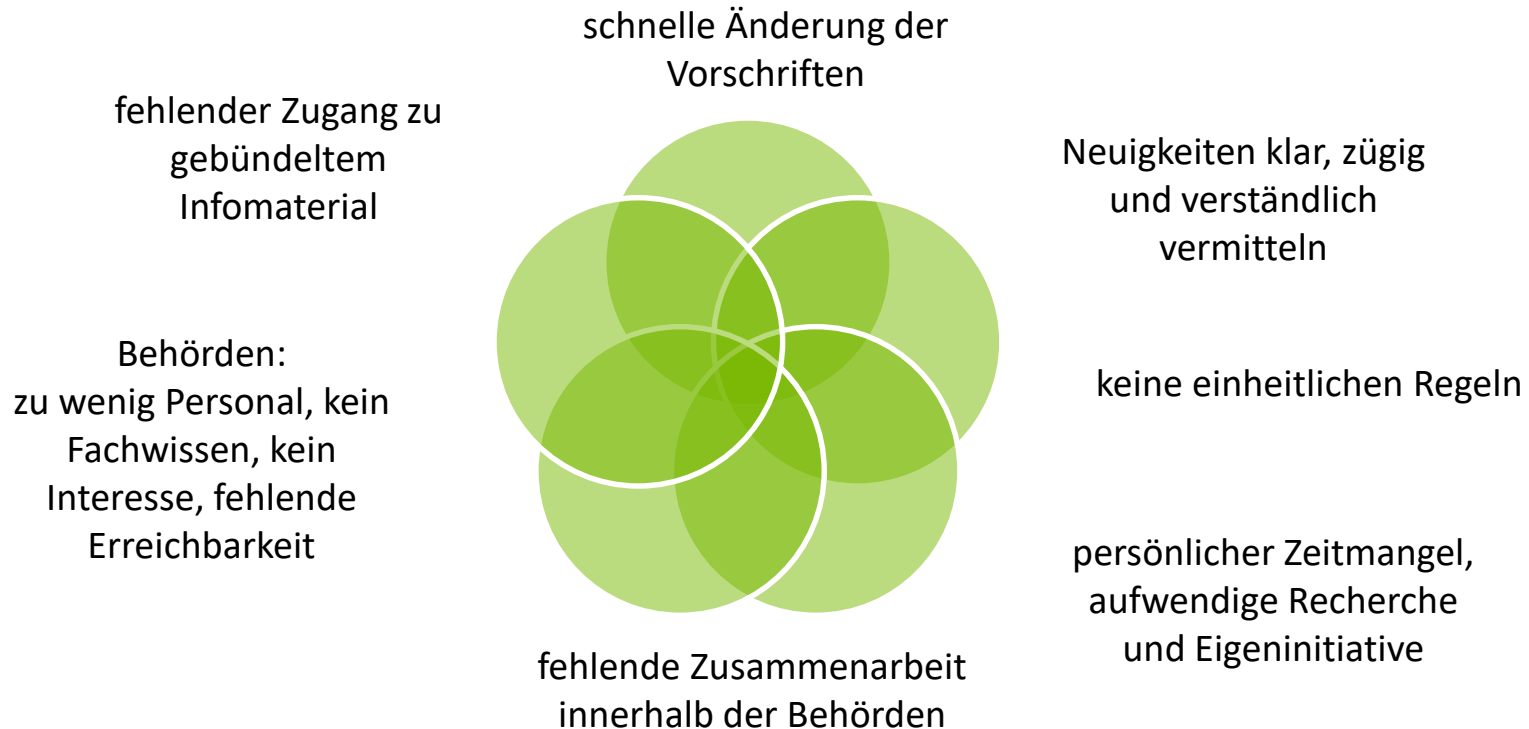 schnelle Änderung der
Vorschriften
fehlender Zugang zu
gebündeltem
Infomaterial
Neuigkeiten klar, zügig
und verständlich
vermitteln
Behörden:
zu wenig Personal, kein
Fachwissen, kein
Interesse, fehlende
Erreichbarkeit
keine einheitlichen Regeln
persönlicher Zeitmangel,
aufwendige Recherche
und Eigeninitiative
fehlende Zusammenarbeit
innerhalb der Behörden